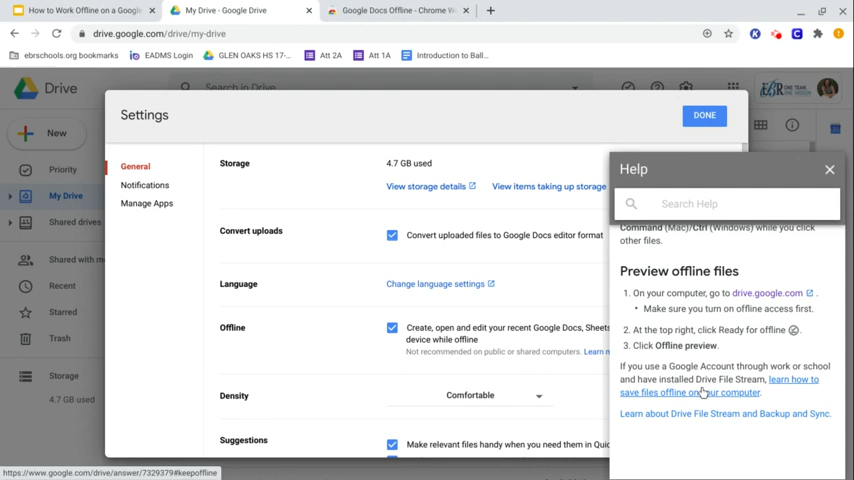 How to Work Offline on a Google
My Drive - Google Drive
Google Docs Offline - Chrome W
drive.google.com/drive/my-drive
ebrschools.org bookmarks
EADMS Login
GLEN OAKS HS 17-...
Att 2A
Att 1A
Introduction to Ball...
Drive
Search in Drive
EBR ONE TEAM.
New
Priority
My Drive
Shared drives
Shared with m
Recent
Starred
Trash
Storage
4.7 GB used
Settings
DONE
General
Notifications
Manage Apps
Storage
4.7 GB used
View storage details
View items taking up storage
Convert uploads
Convert uploaded files to Google Docs editor format
Language
Change language settings
Offline
Create, open and edit your recent Google Docs, Sheets
device while offline
Not recommended on public or shared computers. Learn
Density
Comfortable
Suggestions
Make relevant files handy when you need them in Quic
Help
Search Help
Command (Mac)/Ctrl (Windows) while you click
other files.
Preview offline files
1. On your computer, go to drive.google.com .
• Make sure you turn on offline access first.
2. At the top right, click Ready for offline .
3. Click Offline preview.
If you use a Google Account through work or school
and have installed Drive File Stream, learn how to
save files offline on your computer.
Learn about Drive File Stream and Backup and Sync.
https://www.google.com/drive/answer/7329379#keepoffline